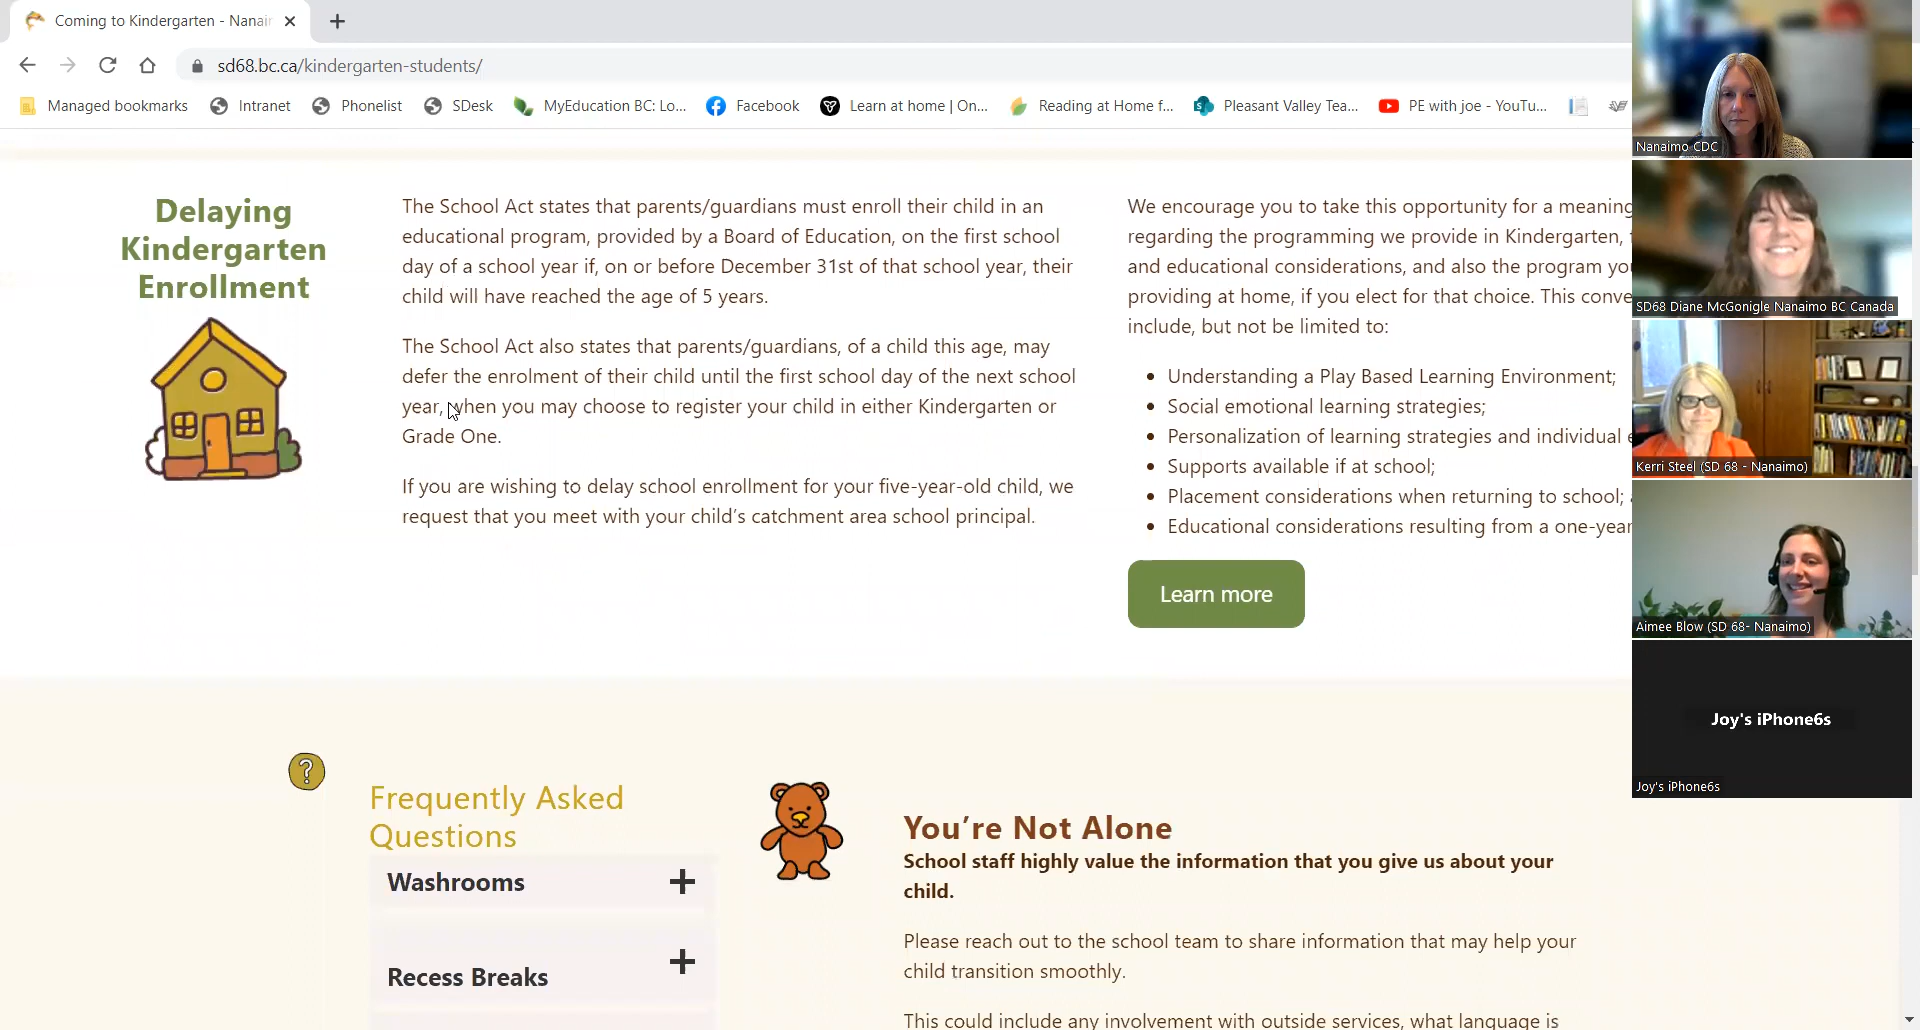 Coming to Kindergarten - Nanai
sd68.bc.ca/kindergarten-students/
Managed bookmarks
Intranet
Phonelist
SDesk
MyEducation BC: Lo...
Facebook
Learn at home | On...
Reading at Home f...
Pleasant Valley Tea...
PE with joe - YouTu...
Delaying
Kindergarten
Enrollment
The School Act states that parents/guardians must enroll their child in an
educational program, provided by a Board of Education, on the first school
day of a school year if, on or before December 31st of that school year, their
child will have reached the age of 5 years.
The School Act also states that parents/guardians, of a child this age, may
defer the enrolment of their child until the first school day of the next school
year, when you may choose to register your child in either Kindergarten or
Grade One.
If you are wishing to delay school enrollment for your five-year-old child, we
request that you meet with your child's catchment area school principal.
We encourage you to take this opportunity for a meaning
regarding the programming we provide in Kindergarten,
and educational considerations, and also the program yo
providing at home, if you elect for that choice. This conve
include, but not be limited to:
• Understanding a Play Based Learning Environment;
• Social emotional learning strategies;
• Personalization of learning strategies and individual
• Supports available if at school;
• Placement considerations when returning to school;
• Educational considerations resulting from a one-year
Learn more
?
Frequently Asked
Questions
Washrooms
Recess Breaks
You're Not Alone
School staff highly value the information that you give us about your
child.
Please reach out to the school team to share information that may help your
child transition smoothly.
This could include any involvement with outside services, what language is
Nanaimo CDC
SD68 Diane McGonigle Nanaimo BC Canada
Kerri Steel (SD 68 - Nanaimo)
Aimee Blow (SD 68- Nanaimo)
Joy's iPhone6s
Joy's iPhone6s